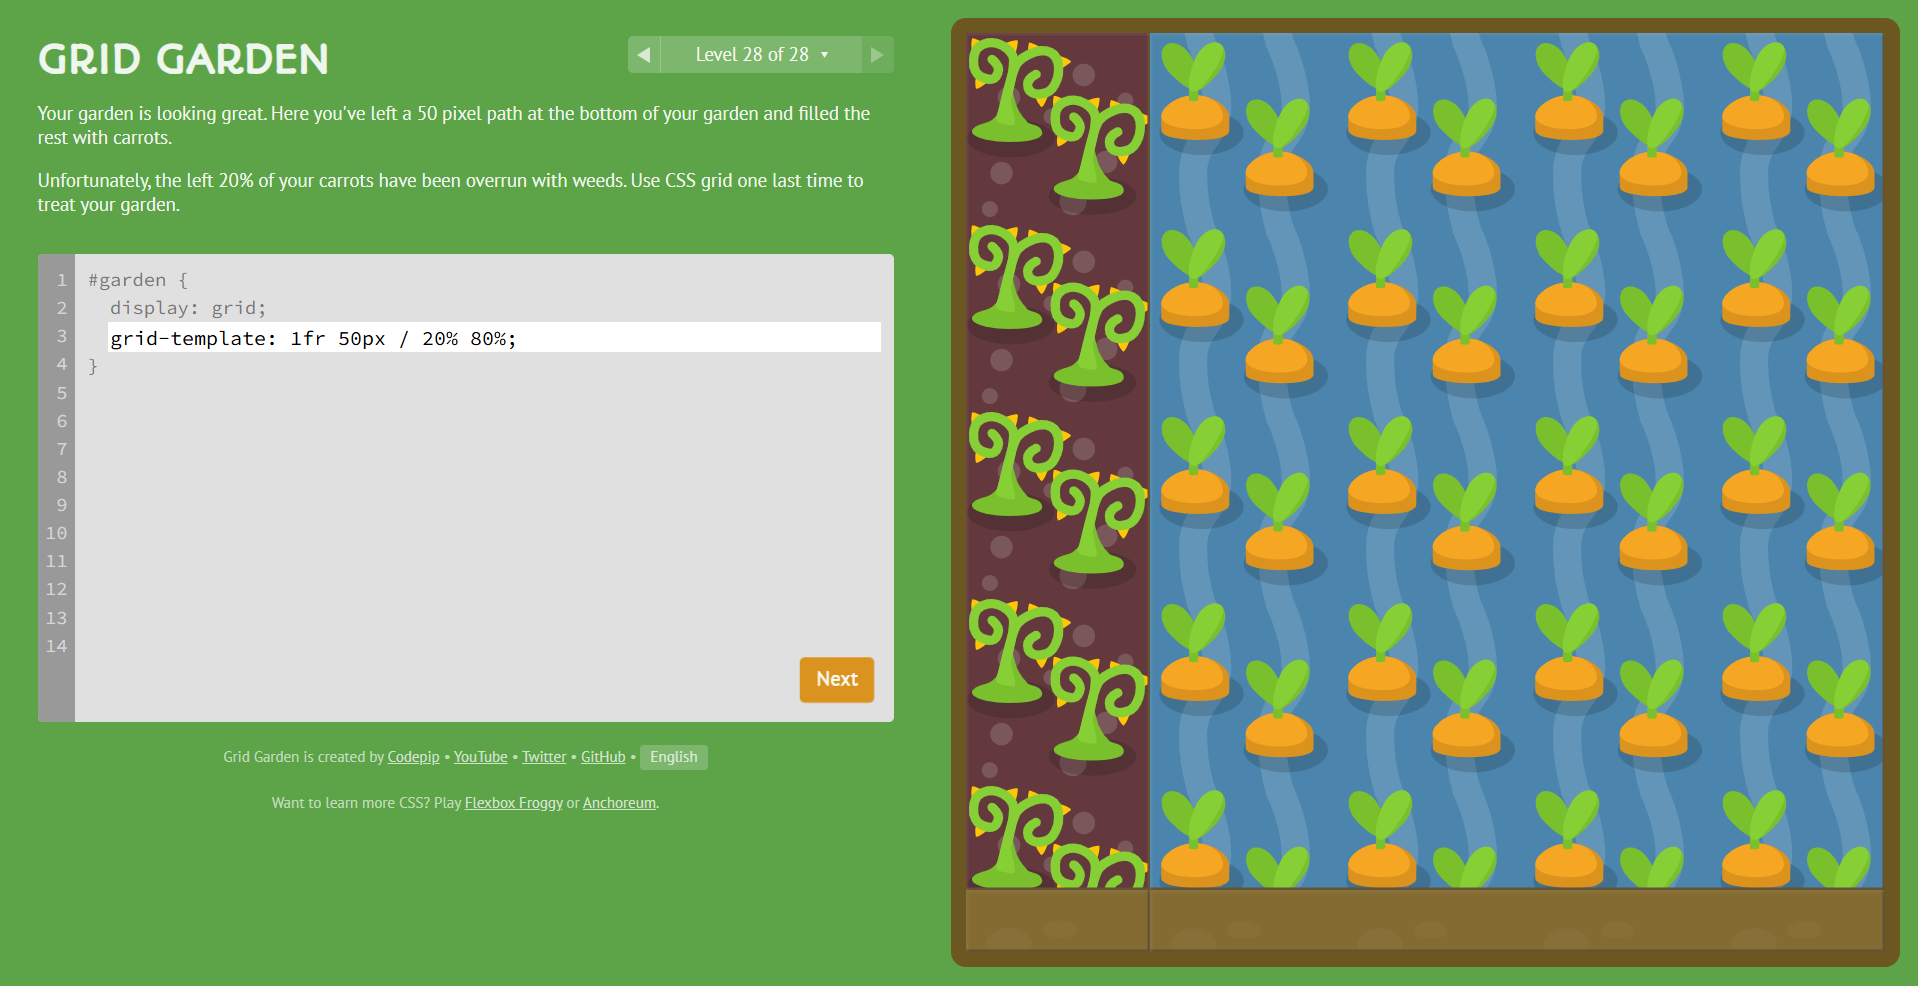 GRID GARDEN
◀ Level 28 of 28 ▼ ▶
Your garden is looking great. Here you've left a 50 pixel path at the bottom of your garden and filled the
rest with carrots.
Unfortunately, the left 20% of your carrots have been overrun with weeds. Use CSS grid one last time to
treat your garden.
1 #garden {
2 display: grid;
3 grid-template: 1fr 50px / 20% 80%;
4 }
5
6
7
8
9
10
11
12
13
14
Next
Grid Garden is created by Codepip • YouTube • Twitter • GitHub • English
Want to learn more CSS? Play Flexbox Froggy or Anchoreum.